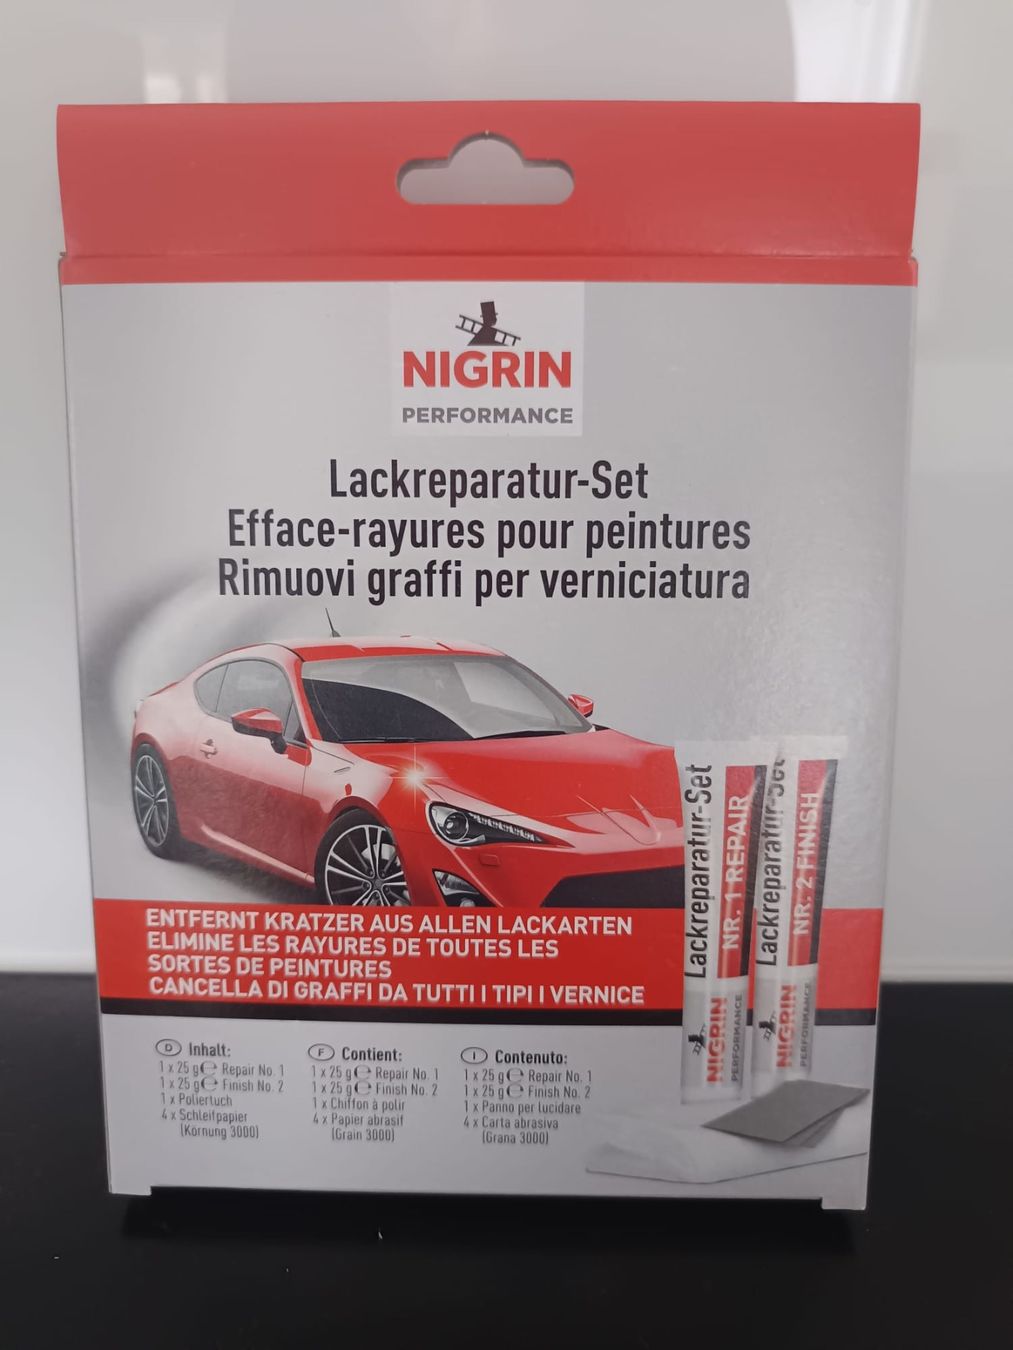 NIGRIN
PERFORMANCE
Lackreparatur-Set
Efface-rayures pour peintures
Rimuovi graffi per verniciatura
Lackreparatur-Set
NR. 1 REPAIR
NIGRIN
PERFORMANCE
Lackreparatur-Set
NR. 2 FINISH
NIGRIN
PERFORMANCE
ENTFERNT KRATZER AUS ALLEN LACKARTEN
ELIMINE LES RAYURES DE TOUTES LES
SORTES DE PEINTURES
CANCELLA DI GRAFFI DA TUTTI I TIPI I VERNICE
D Inhalt:
1 x 25 g ℮ Repair No. 1
1 x 25 g ℮ Finish No. 2
1 x Poliertuch
4 x Schleifpapier
(Körnung 3000)
F Contient:
1 x 25 g ℮ Repair No. 1
1 x 25 g ℮ Finish No. 2
1 x Chiffon à polir
4 x Papier abrasif
(Grain 3000)
I Contenuto:
1 x 25 g ℮ Repair No. 1
1 x 25 g ℮ Finish No. 2
1 x Panno per lucidare
4 x Carta abrasiva
(Grana 3000)